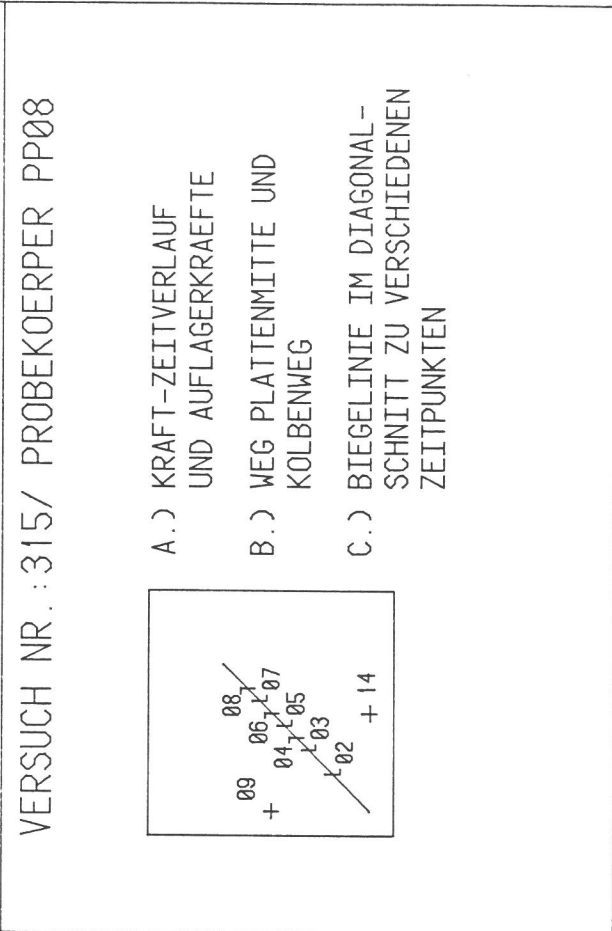 VERSUCH NR.:315/ PROBEKOERPER PP08
A.) KRAFT-ZEITVERLAUF
UND AUFLAGERKRAEFTE
B.) WEG PLATTENMITTE UND
KOLBENWEG
C.) BIEGELINIE IM DIAGONAL-
SCHNITT ZU VERSCHIEDENEN
ZEITPUNKTEN
09
08
07
06
05
04
03
02
14